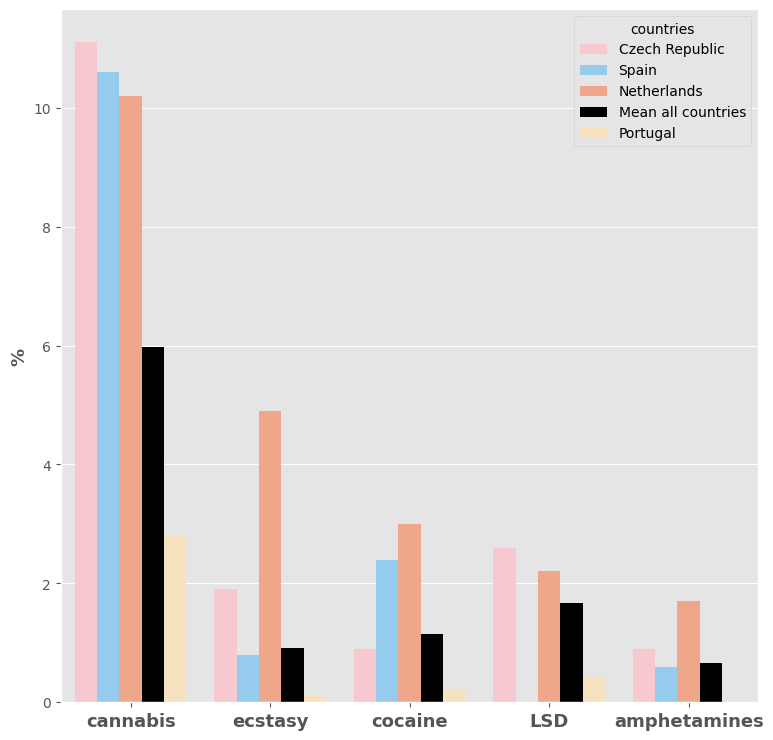 countries
Czech Republic
Spain
Netherlands
Mean all countries
Portugal
10
8
6
4
2
0
%
cannabis ecstasy cocaine LSD amphetamines